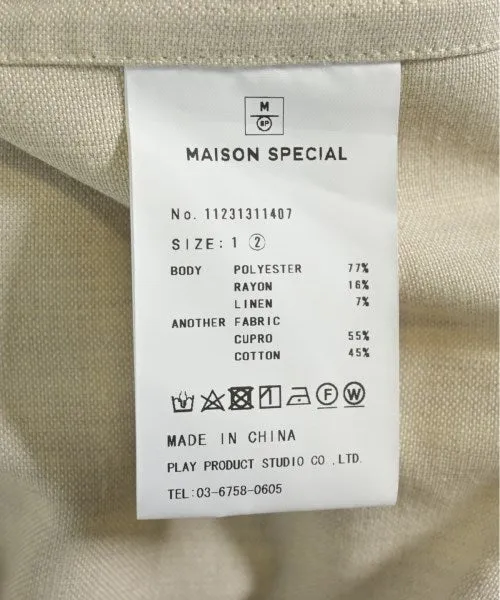 M
SP
MAISON SPECIAL
No. 11231311407
SIZE: 1 ②
BODY POLYESTER 77%
RAYON 16%
LINEN 7%
ANOTHER FABRIC
CUPRO 55%
COTTON 45%
F W
MADE IN CHINA
PLAY PRODUCT STUDIO CO .,LTD.
TEL:03-6758-0605